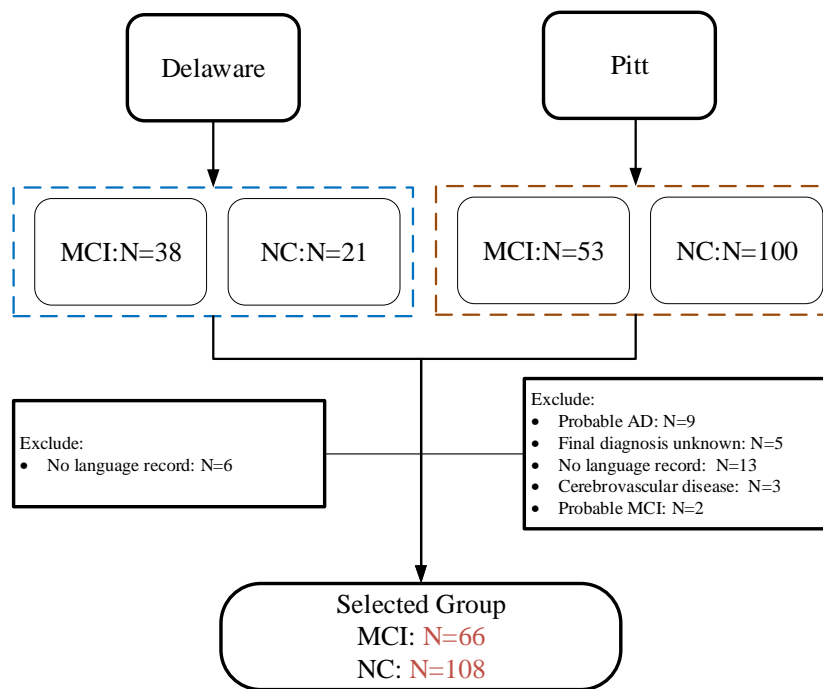 Delaware
Pitt
MCI:N=38
NC:N=21
MCI:N=53
NC:N=100
Exclude:
• No language record: N=6
Exclude:
• Probable AD: N=9
• Final diagnosis unknown: N=5
• No language record: N=13
• Cerebrovascular disease: N=3
• Probable MCI: N=2
Selected Group
MCI: N=66
NC: N=108